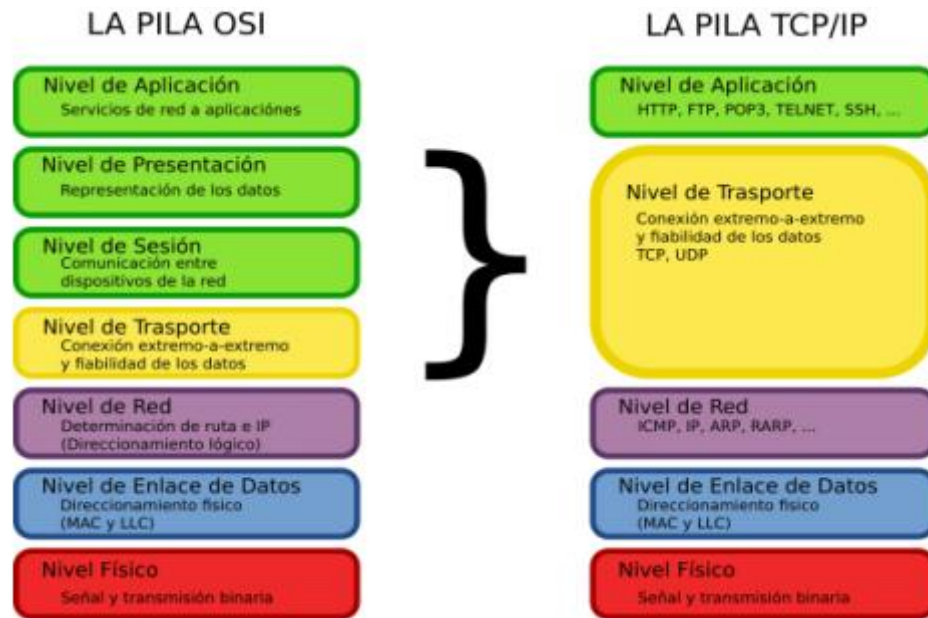 LA PILA OSI
Nivel de Aplicación
Servicios de red a aplicaciónes
Nivel de Presentación
Representación de los datos
Nivel de Sesión
Comunicación entre
dispositivos de la red
Nivel de Trasporte
Conexión extremo-a-extremo
y fiabilidad de los datos
Nivel de Red
Determinación de ruta e IP
(Direccionamiento lógico)
Nivel de Enlace de Datos
Direccionamiento fisico
(MAC y LLC)
Nivel Físico
Señal y transmisión binaria
}
LA PILA TCP/IP
Nivel de Aplicación
HTTP, FTP, POP3, TELNET, SSH, ...
Nivel de Trasporte
Conexión extremo-a-extremo
y fiabilidad de los datos
TCP, UDP
Nivel de Red
ICMP, IP, ARP, RARP, ...
Nivel de Enlace de Datos
Direccionamiento fisico
(MAC y LLC)
Nivel Físico
Señal y transmisión binaria